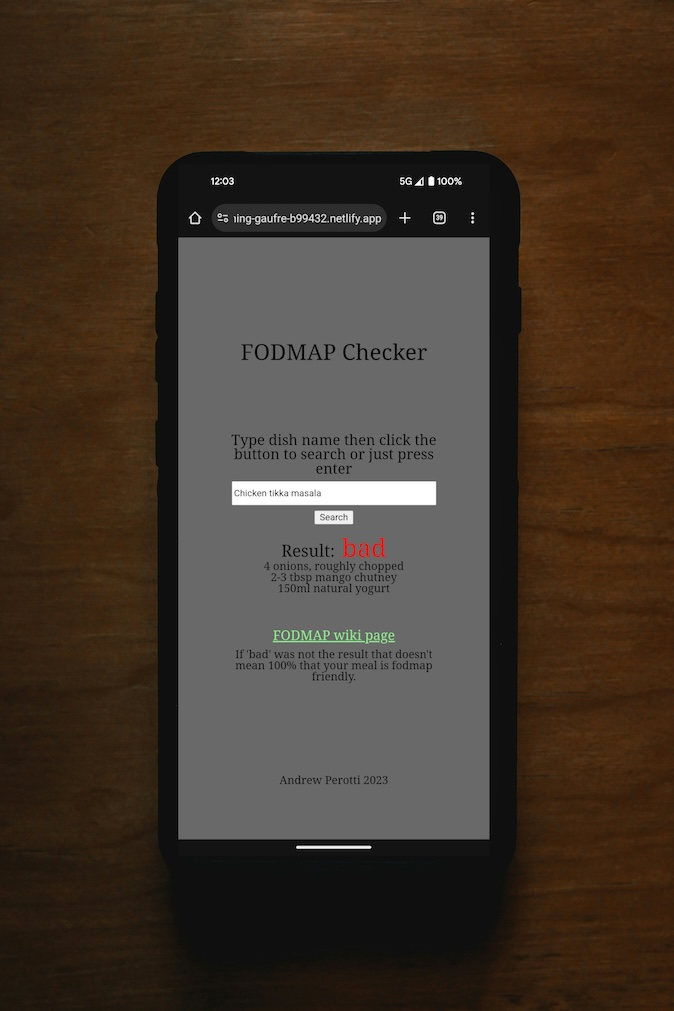 12:03 5G 100%
ning-gaufre-b99432.netlify.app 39
FODMAP Checker
Type dish name then click the
button to search or just press
enter
Chicken tikka masala
Search
Result: bad
4 onions, roughly chopped
2-3 tbsp mango chutney
150ml natural yogurt
FODMAP wiki page
If 'bad' was not the result that doesn't
mean 100% that your meal is fodmap
friendly.
Andrew Perotti 2023